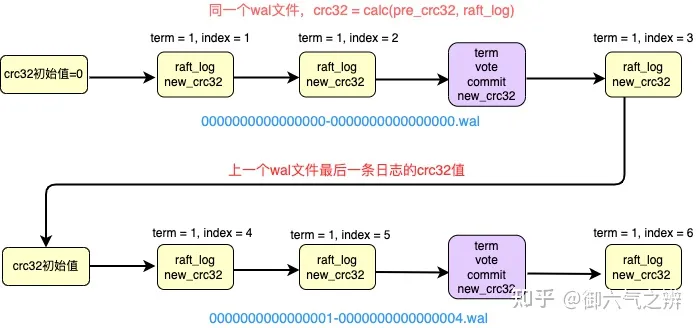 同一个wal文件，crc32 = calc(pre_crc32, raft_log)
term = 1, index = 1
term = 1, index = 2
term = 1, index = 3
crc32初始值=0
raft_log
new_crc32
raft_log
new_crc32
term
vote
commit
new_crc32
raft_log
new_crc32
0000000000000000-0000000000000000.wal
上一个wal文件最后一条日志的crc32值
term = 1, index = 4
term = 1, index = 5
term = 1, index = 6
crc32初始值
raft_log
new_crc32
raft_log
new_crc32
term
vote
commit
new_crc32
raft_log
new_crc32
0000000000000001-0000000000000004.wal
知乎 @御六气之辨